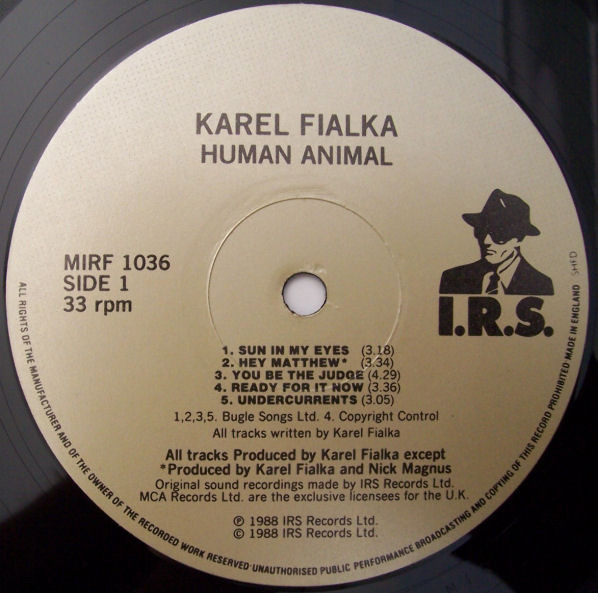 KAREL FIALKA
HUMAN ANIMAL
MIRF 1036
SIDE 1
33 rpm
I.R.S.
SHFD
1. SUN IN MY EYES (3.18)
2. HEY MATTHEW* (3.34)
3. YOU BE THE JUDGE (4.29)
4. READY FOR IT NOW (3.36)
5. UNDERCURRENTS (3.05)
1,2,3,5. Bugle Songs Ltd. 4. Copyright Control
All tracks written by Karel Fialka
All tracks Produced by Karel Fialka except
*Produced by Karel Fialka and Nick Magnus
Original sound recordings made by IRS Records Ltd.
MCA Records Ltd. are the exclusive licensees for the U.K.
℗ 1988 IRS Records Ltd.
© 1988 IRS Records Ltd.
ALL RIGHTS OF THE MANUFACTURER AND OF THE OWNER OF THE RECORDED WORK RESERVED·UNAUTHORISED PUBLIC PERFORMANCE BROADCASTING AND COPYING OF THIS RECORD PROHIBITED MADE IN ENGLAND